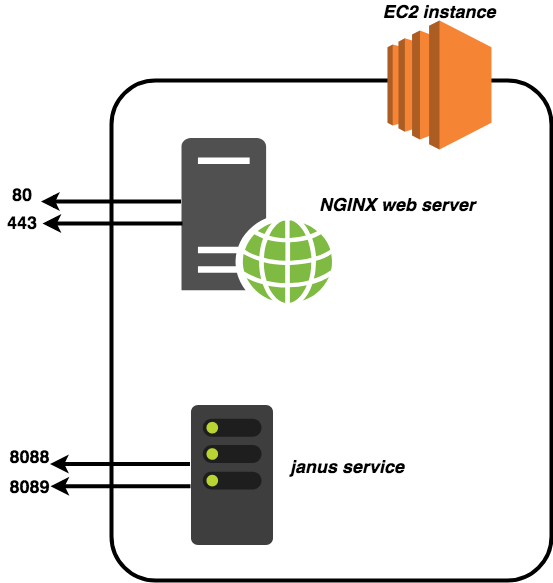 EC2 instance
80
NGINX web server
443
8088
janus service
8089